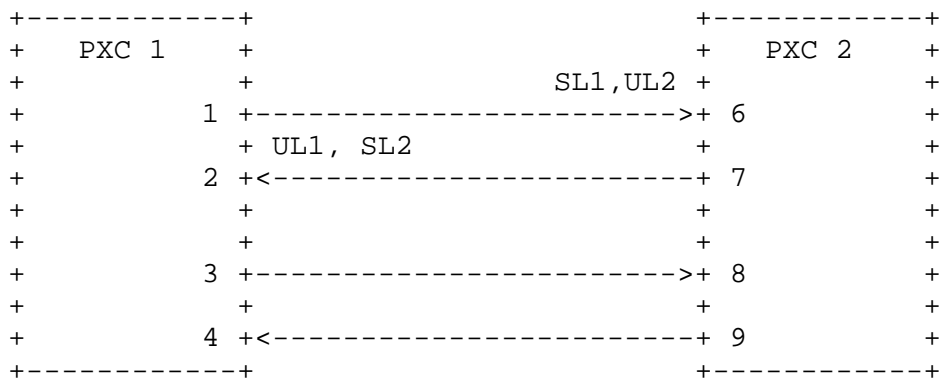 +------------+                          +------------+
+    PXC 1   +                          +    PXC 2   +
+            +                 SL1,UL2  +            +
+          1 +------------------------->+ 6          +
+            + UL1, SL2                 +            +
+          2 +<-------------------------+ 7          +
+            +                          +            +
+            +                          +            +
+          3 +------------------------->+ 8          +
+            +                          +            +
+          4 +<-------------------------+ 9          +
+------------+                          +------------+